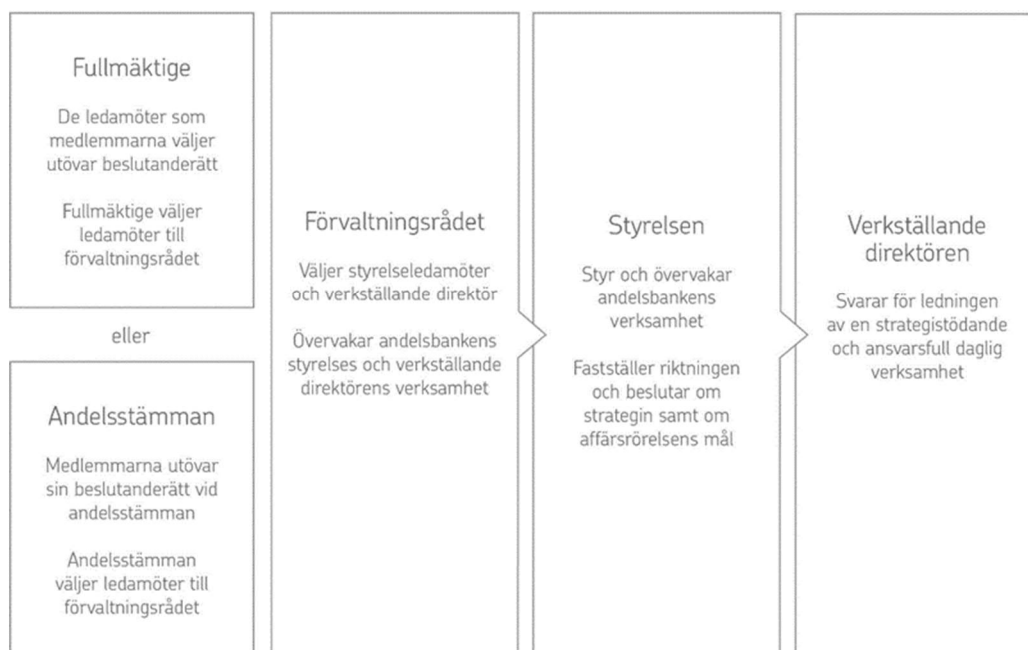 Fullmäktige
De ledamöter som
medlemmarna väljer
utövar beslutanderätt
Fullmäktige väljer
ledamöter till
förvaltningsrådet
eller
Andelsstämman
Medlemmarna utövar
sin beslutanderätt vid
andelsstämman
Andelsstämman
väljer ledamöter till
förvaltningsrådet
Förvaltningsrådet
Väljer styrelseledamöter
och verkställande direktör
Övervakar andelsbankens
styrelses och verkställande
direktörens verksamhet
Styrelsen
Styr och övervakar
andelsbankens
verksamhet
Fastställer riktningen
och beslutar om
strategin samt om
affärsrörelsens mål
Verkställande
direktören
Svarar för ledningen
av en strategistödande
och ansvarsfull daglig
verksamhet